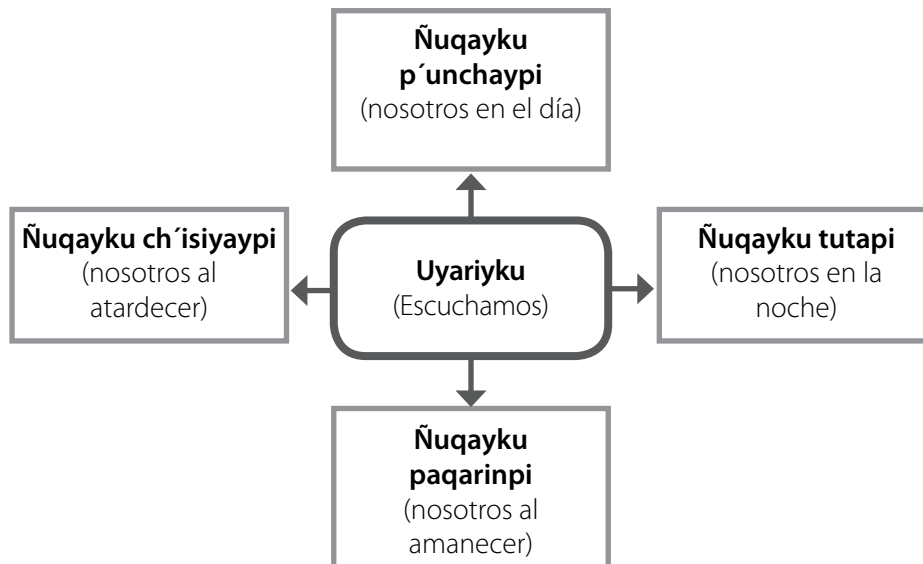 Ñuqayku
p´unchaypi
(nosotros en el día)
Ñuqayku ch´isiyaypi
(nosotros al
atardecer)
Uyariyku
(Escuchamos)
Ñuqayku tutapi
(nosotros en la
noche)
Ñuqayku
paqarinpi
(nosotros al
amanecer)